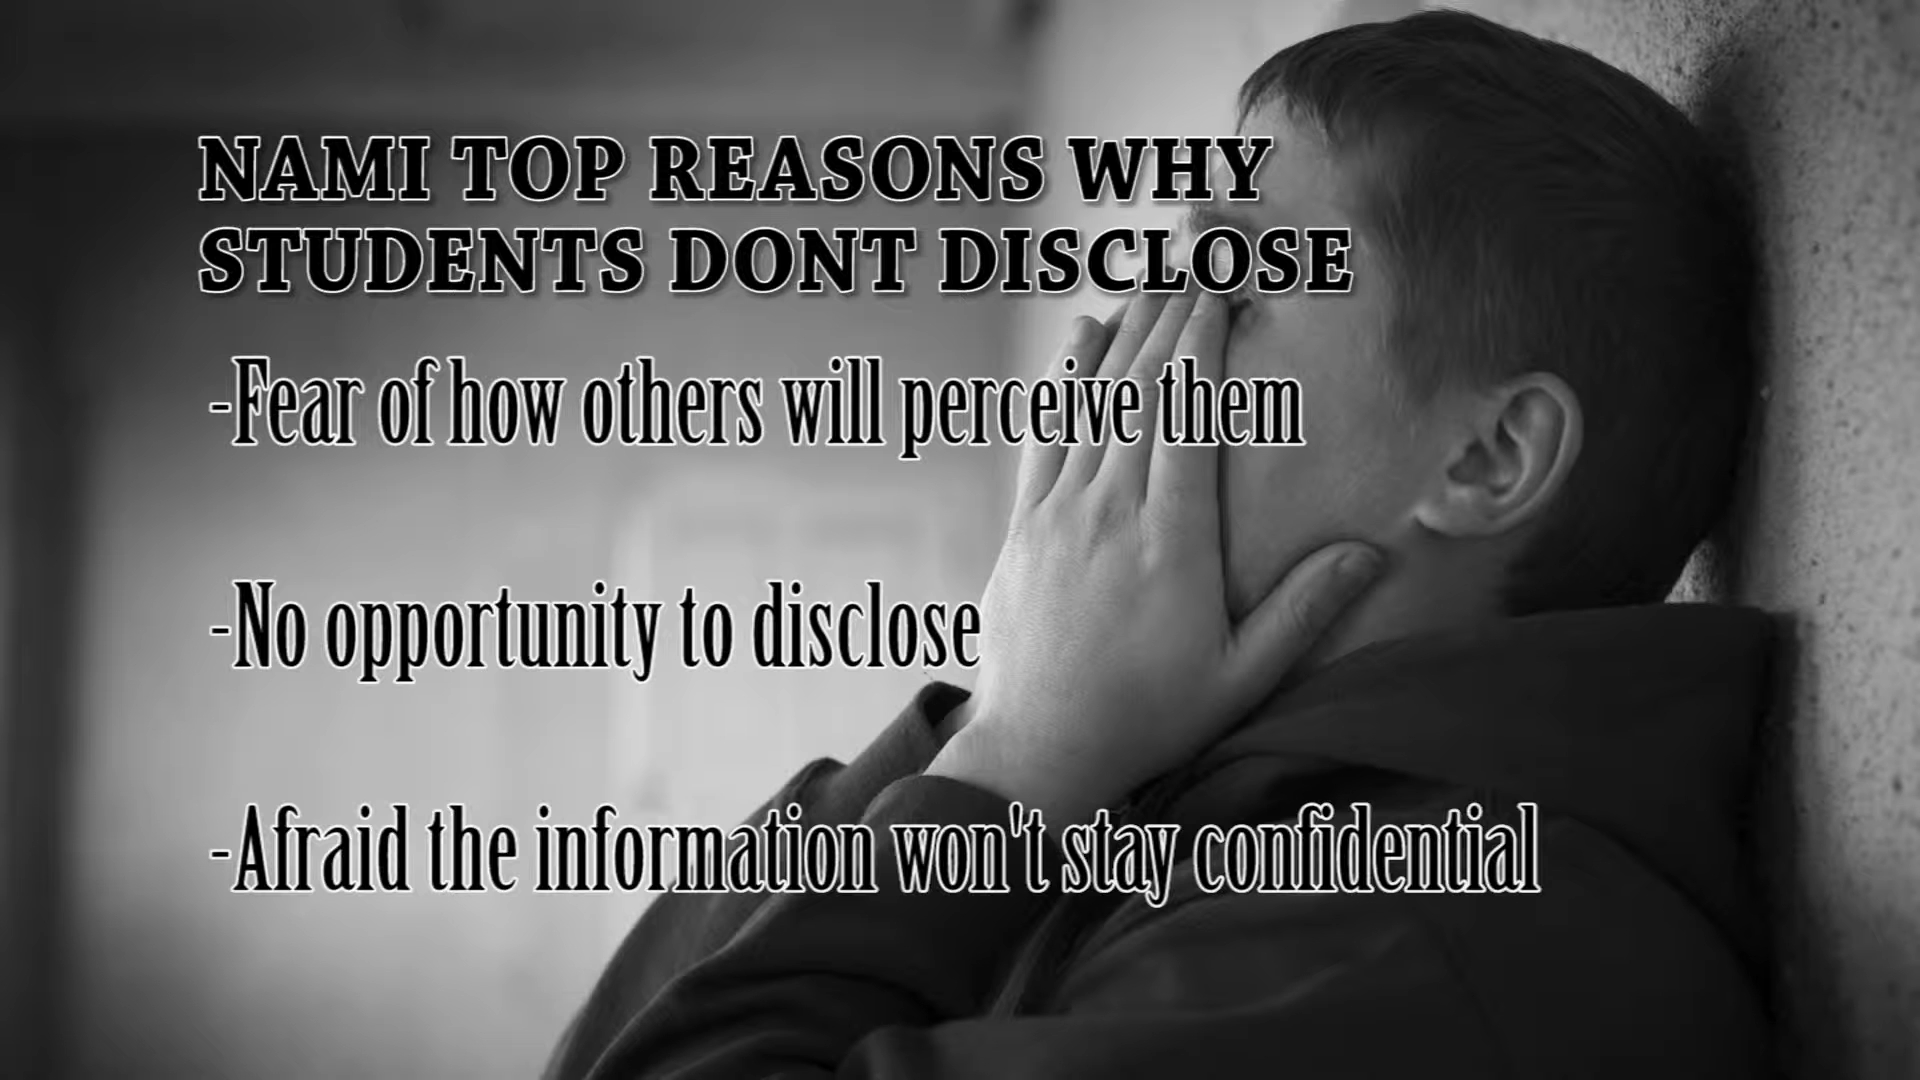 NAMI TOP REASONS WHY
STUDENTS DONT DISCLOSE
-Fear of how others will perceive them
-No opportunity to disclose
-Afraid the information won't stay confidential